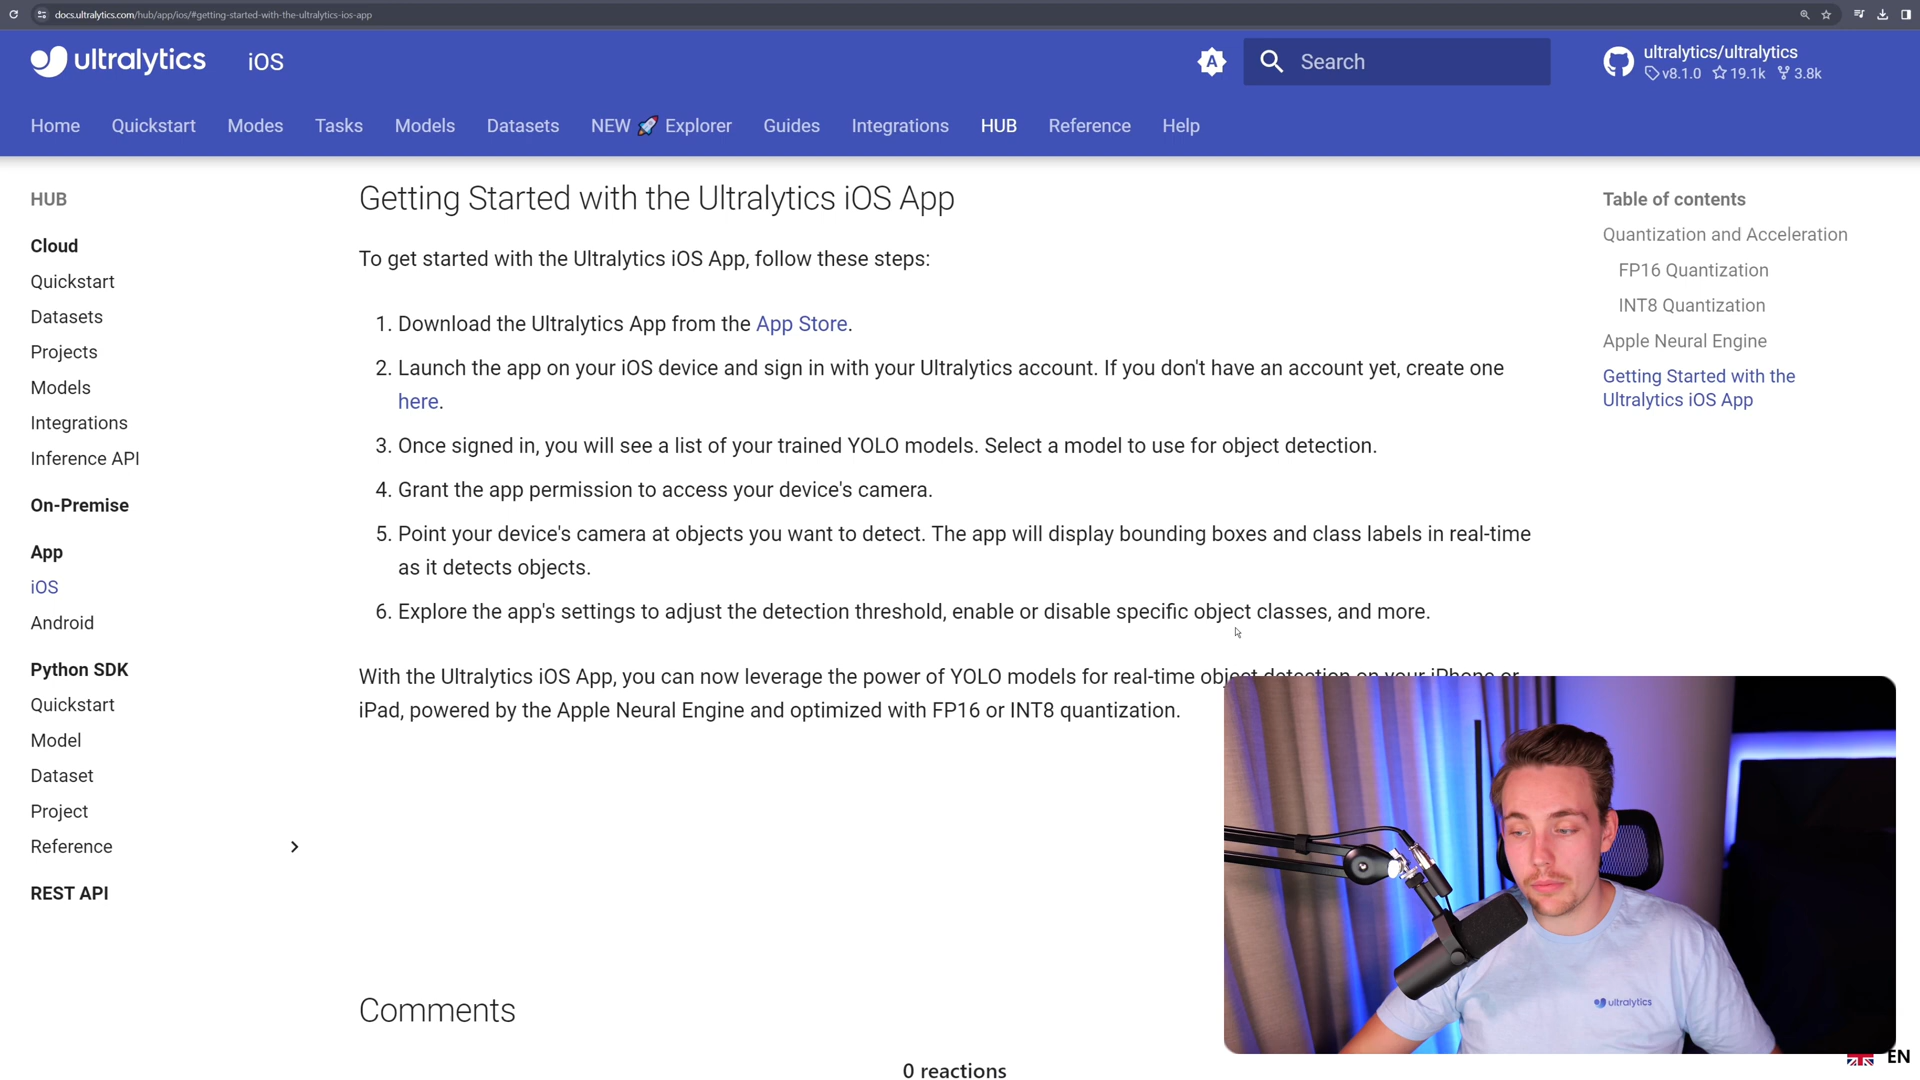 docs.ultralytics.com/hub/app/ios/#getting-started-with-the-ultralytics-ios-app
ultralytics
iOS
A
Search
ultralytics/ultralytics
v8.1.0 19.1k 3.8k
Home Quickstart Modes Tasks Models Datasets NEW 🚀 Explorer Guides Integrations HUB Reference Help
HUB
Cloud
Quickstart
Datasets
Projects
Models
Integrations
Inference API
On-Premise
App
iOS
Android
Python SDK
Quickstart
Model
Dataset
Project
Reference
REST API
Getting Started with the Ultralytics iOS App
To get started with the Ultralytics iOS App, follow these steps:
1. Download the Ultralytics App from the App Store.
2. Launch the app on your iOS device and sign in with your Ultralytics account. If you don't have an account yet, create one
here.
3. Once signed in, you will see a list of your trained YOLO models. Select a model to use for object detection.
4. Grant the app permission to access your device's camera.
5. Point your device's camera at objects you want to detect. The app will display bounding boxes and class labels in real-time
as it detects objects.
6. Explore the app's settings to adjust the detection threshold, enable or disable specific object classes, and more.
With the Ultralytics iOS App, you can now leverage the power of YOLO models for real-time object detection on your iPhone or
iPad, powered by the Apple Neural Engine and optimized with FP16 or INT8 quantization.
Comments
0 reactions
Table of contents
Quantization and Acceleration
FP16 Quantization
INT8 Quantization
Apple Neural Engine
Getting Started with the
Ultralytics iOS App
ultralytics
EN